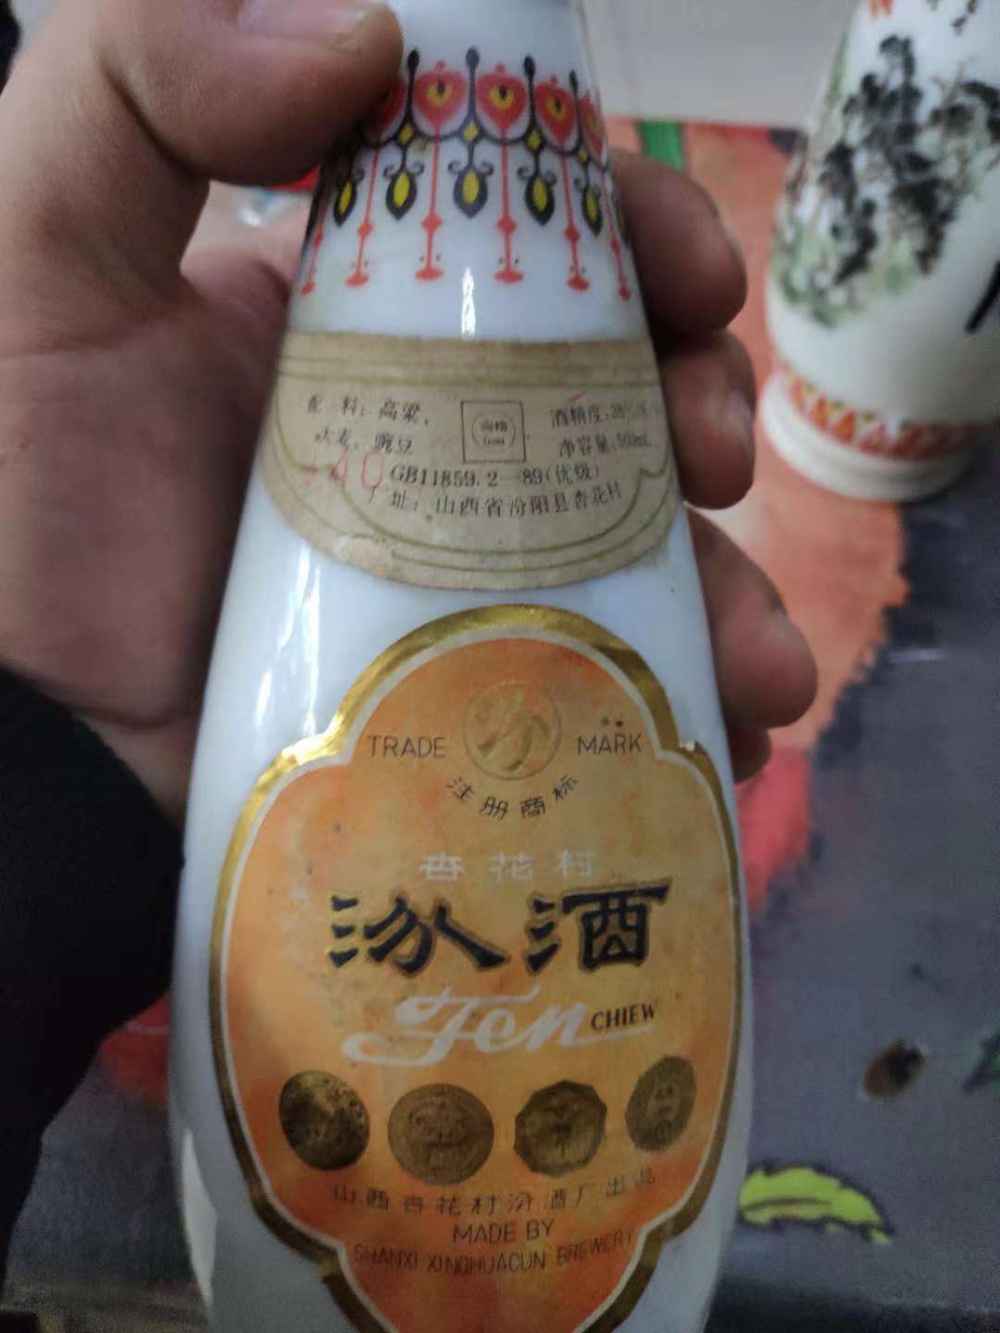 料：高粱，
大麦、豌豆
酒精度：
净容量：500mL
GB11859.2—89(优级)
址：山西省汾阳县杏花村
TRADE MARK
注册商标
杏花村
汾酒
Fen CHIEW
山西杏花村汾酒厂出品
MADE BY
SHANXI XINGHUACUN BREWERY